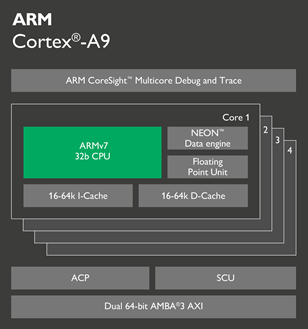 ARM
Cortex®-A9
ARM CoreSight™ Multicore Debug and Trace
Core 1
2
3
4
ARMv7
32b CPU
NEON™
Data engine
Floating
Point Unit
16-64k I-Cache
16-64k D-Cache
ACP
SCU
Dual 64-bit AMBA®3 AXI